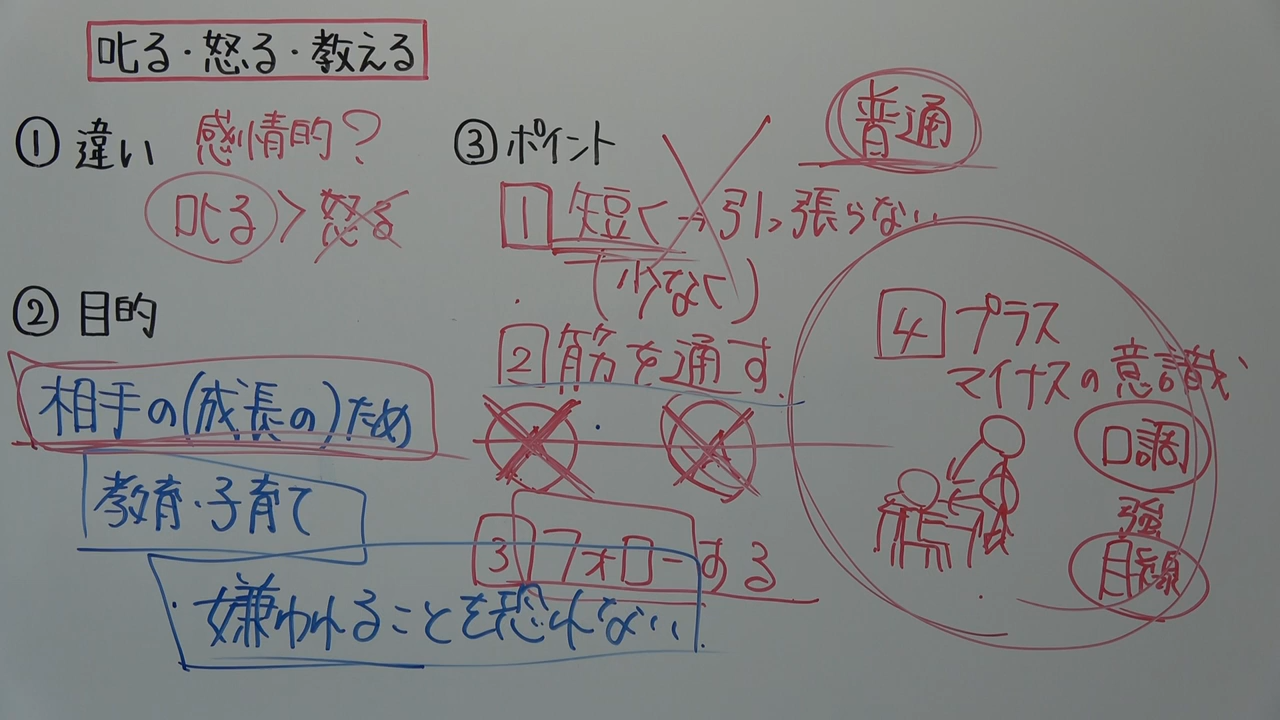 叱る・怒る・教える
① 違い 感情的?
叱る > 怒る
② 目的
相手の(成長の)ため
教育・子育て
嫌われることを恐れない
③ ポイント
普通
1 短く→引っ張らない
(少なく)
2 筋を通す
3 フォローする
4 プラス
マイナスの意識
口調
強
目線